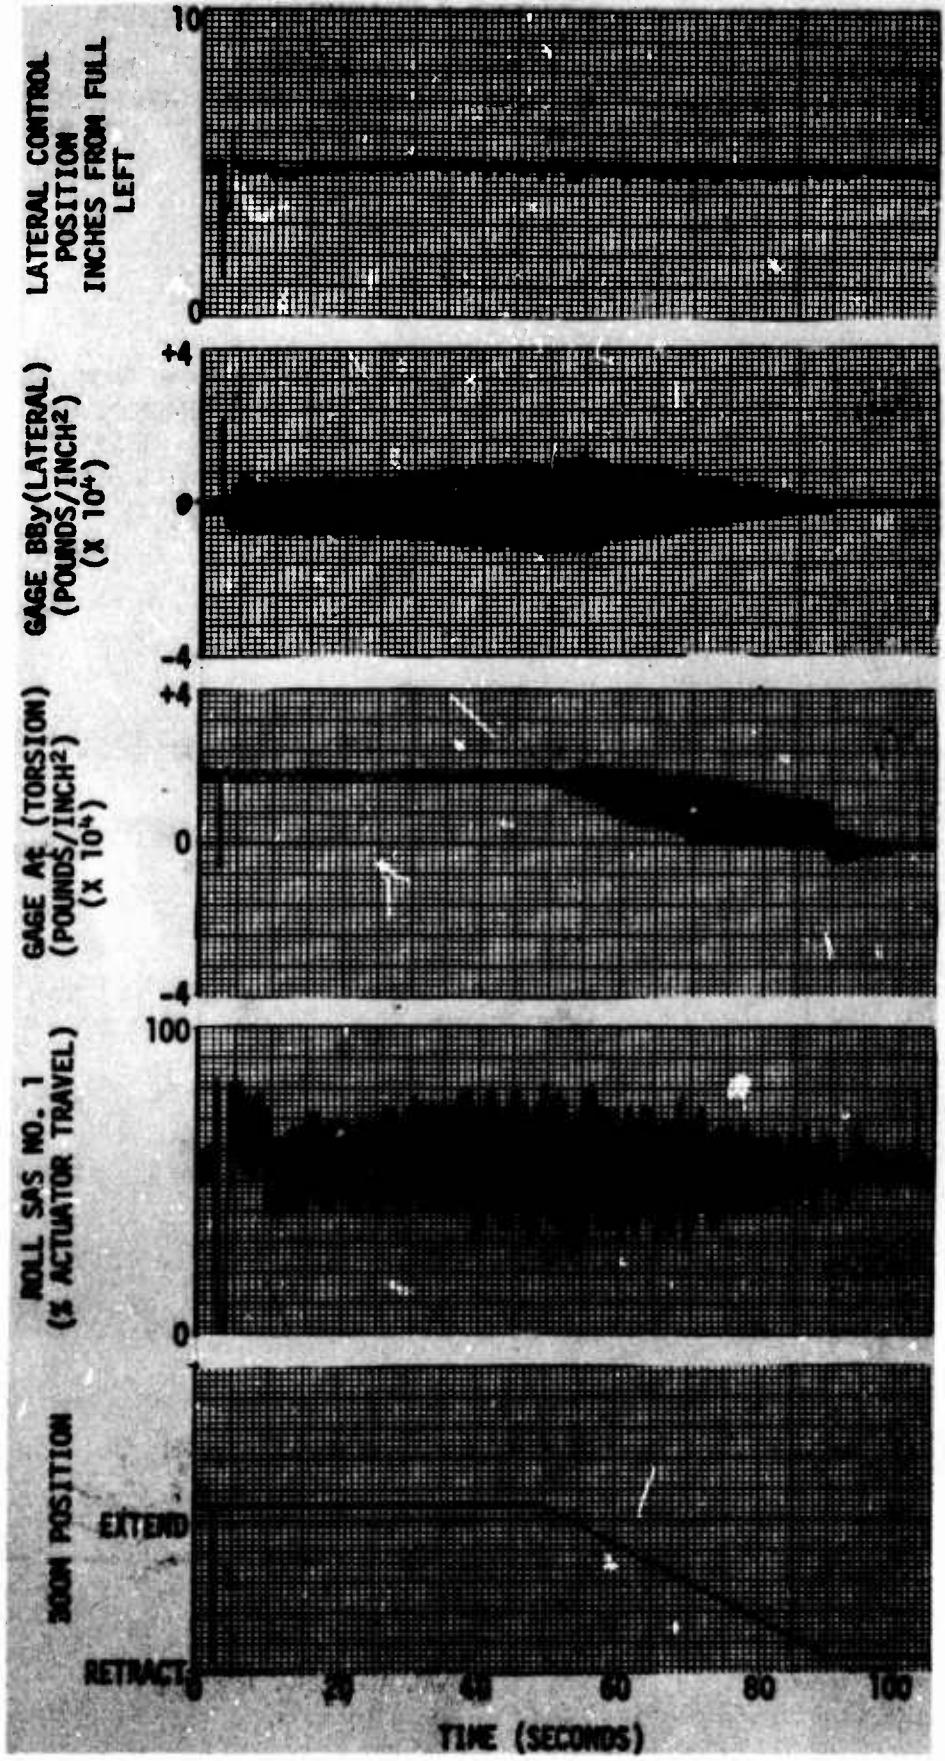 LATERAL CONTROL
POSITION
INCHES FROM FULL
LEFT
10
0
GAGE BBy(LATERAL)
(POUNDS/INCH²)
(X 10⁴)
+4
0
-4
GAGE At (TORSION)
(POUNDS/INCH²)
(X 10⁴)
+4
0
-4
ROLL SAS NO. 1
(% ACTUATOR TRAVEL)
100
0
BOOM POSITION
EXTEND
RETRACT
0 20 40 60 80 100
TIME (SECONDS)